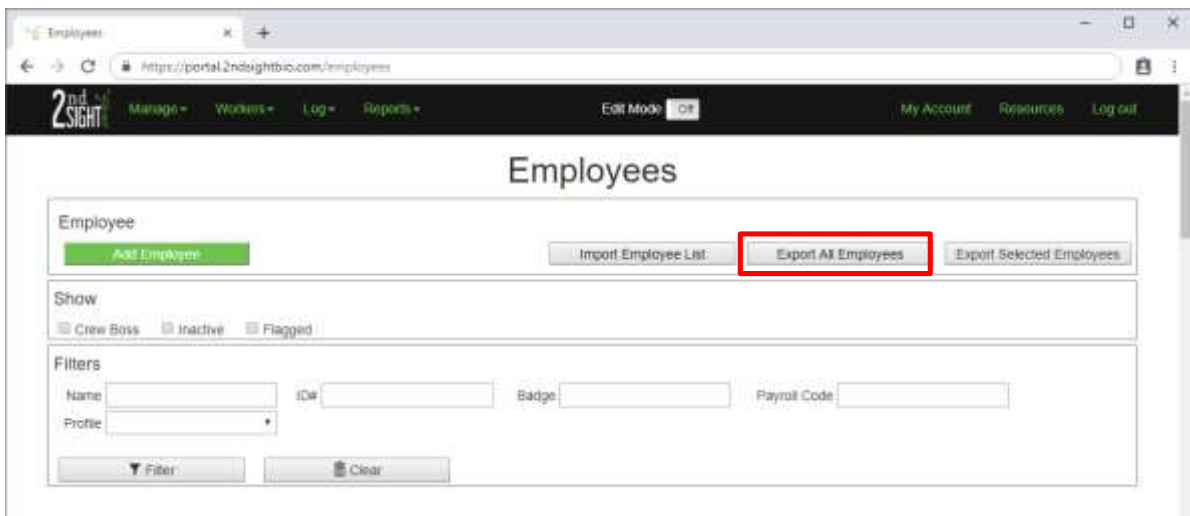 Employees
https://portal.2ndsightbio.com/employees
2nd SIGHT Manage Workers Log Reports Edit Mode Off My Account Resources Log out
Employees
Employee
Add Employee Import Employee List Export All Employees Export Selected Employees
Show
Crew Boss Inactive Flagged
Filters
Name ID# Badge Payroll Code
Profile
Filter Clear